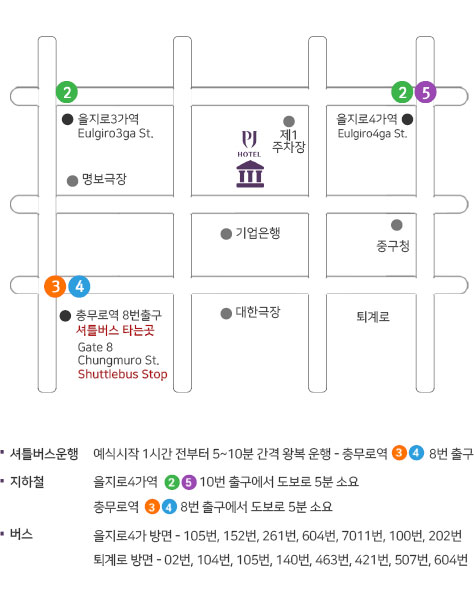 2
2 5
을지로3가역
Eulgiro3ga St.
PJ
HOTEL
제1
주차장
을지로4가역
Eulgiro4ga St.
명보극장
기업은행
중구청
3 4
충무로역 8번출구
셔틀버스 타는곳
Gate 8
Chungmuro St.
Shuttlebus Stop
대한극장
퇴계로
셔틀버스운행 예식시작 1시간 전부터 5~10분 간격 왕복 운행 - 충무로역 3 4 8번 출구
지하철 을지로4가역 2 5 10번 출구에서 도보로 5분 소요
충무로역 3 4 8번 출구에서 도보로 5분 소요
버스 을지로4가 방면 - 105번, 152번, 261번, 604번, 7011번, 100번, 202번
퇴계로 방면 - 02번, 104번, 105번, 140번, 463번, 421번, 507번, 604번